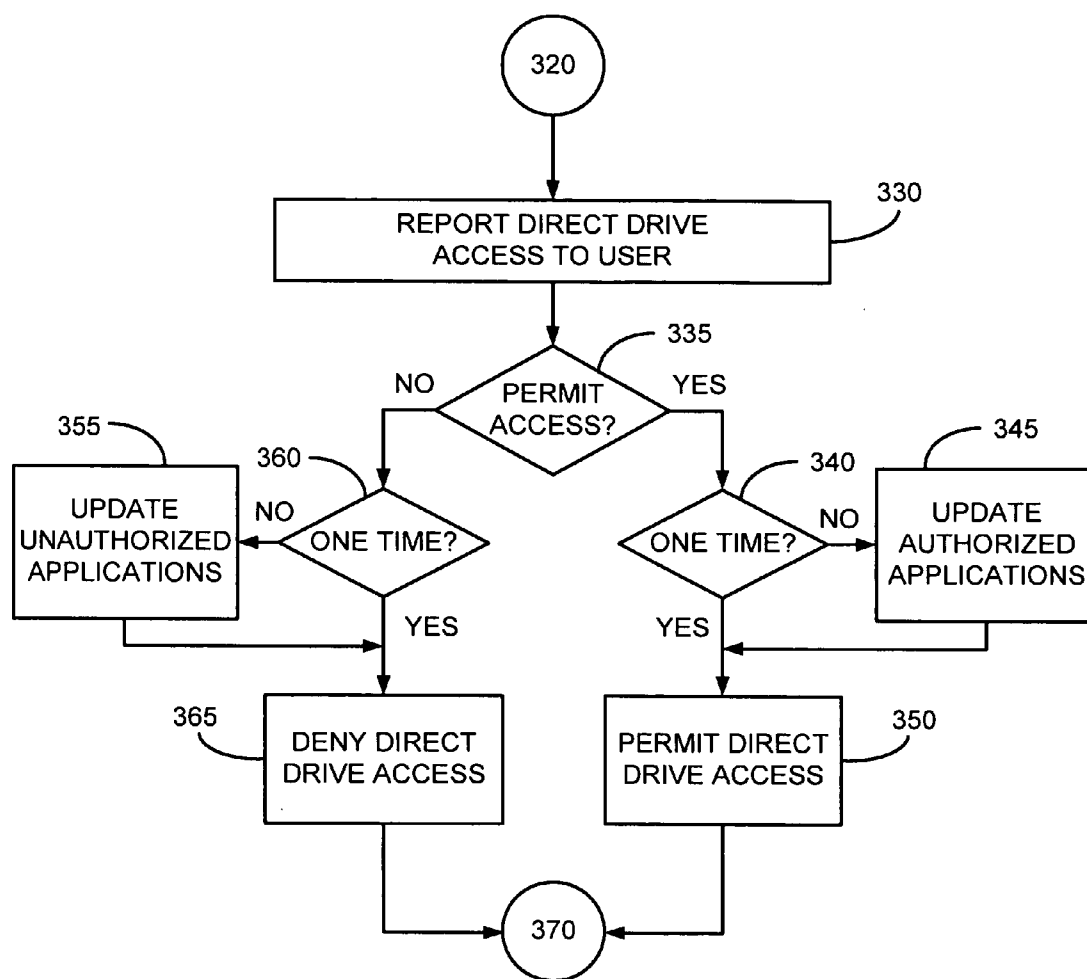 320
330
REPORT DIRECT DRIVE
ACCESS TO USER
335
NO
YES
PERMIT
ACCESS?
355
360
340
345
UPDATE
UNAUTHORIZED
APPLICATIONS
NO
ONE TIME?
ONE TIME?
NO
UPDATE
AUTHORIZED
APPLICATIONS
YES
YES
365
DENY DIRECT
DRIVE ACCESS
PERMIT DIRECT
DRIVE ACCESS
350
370